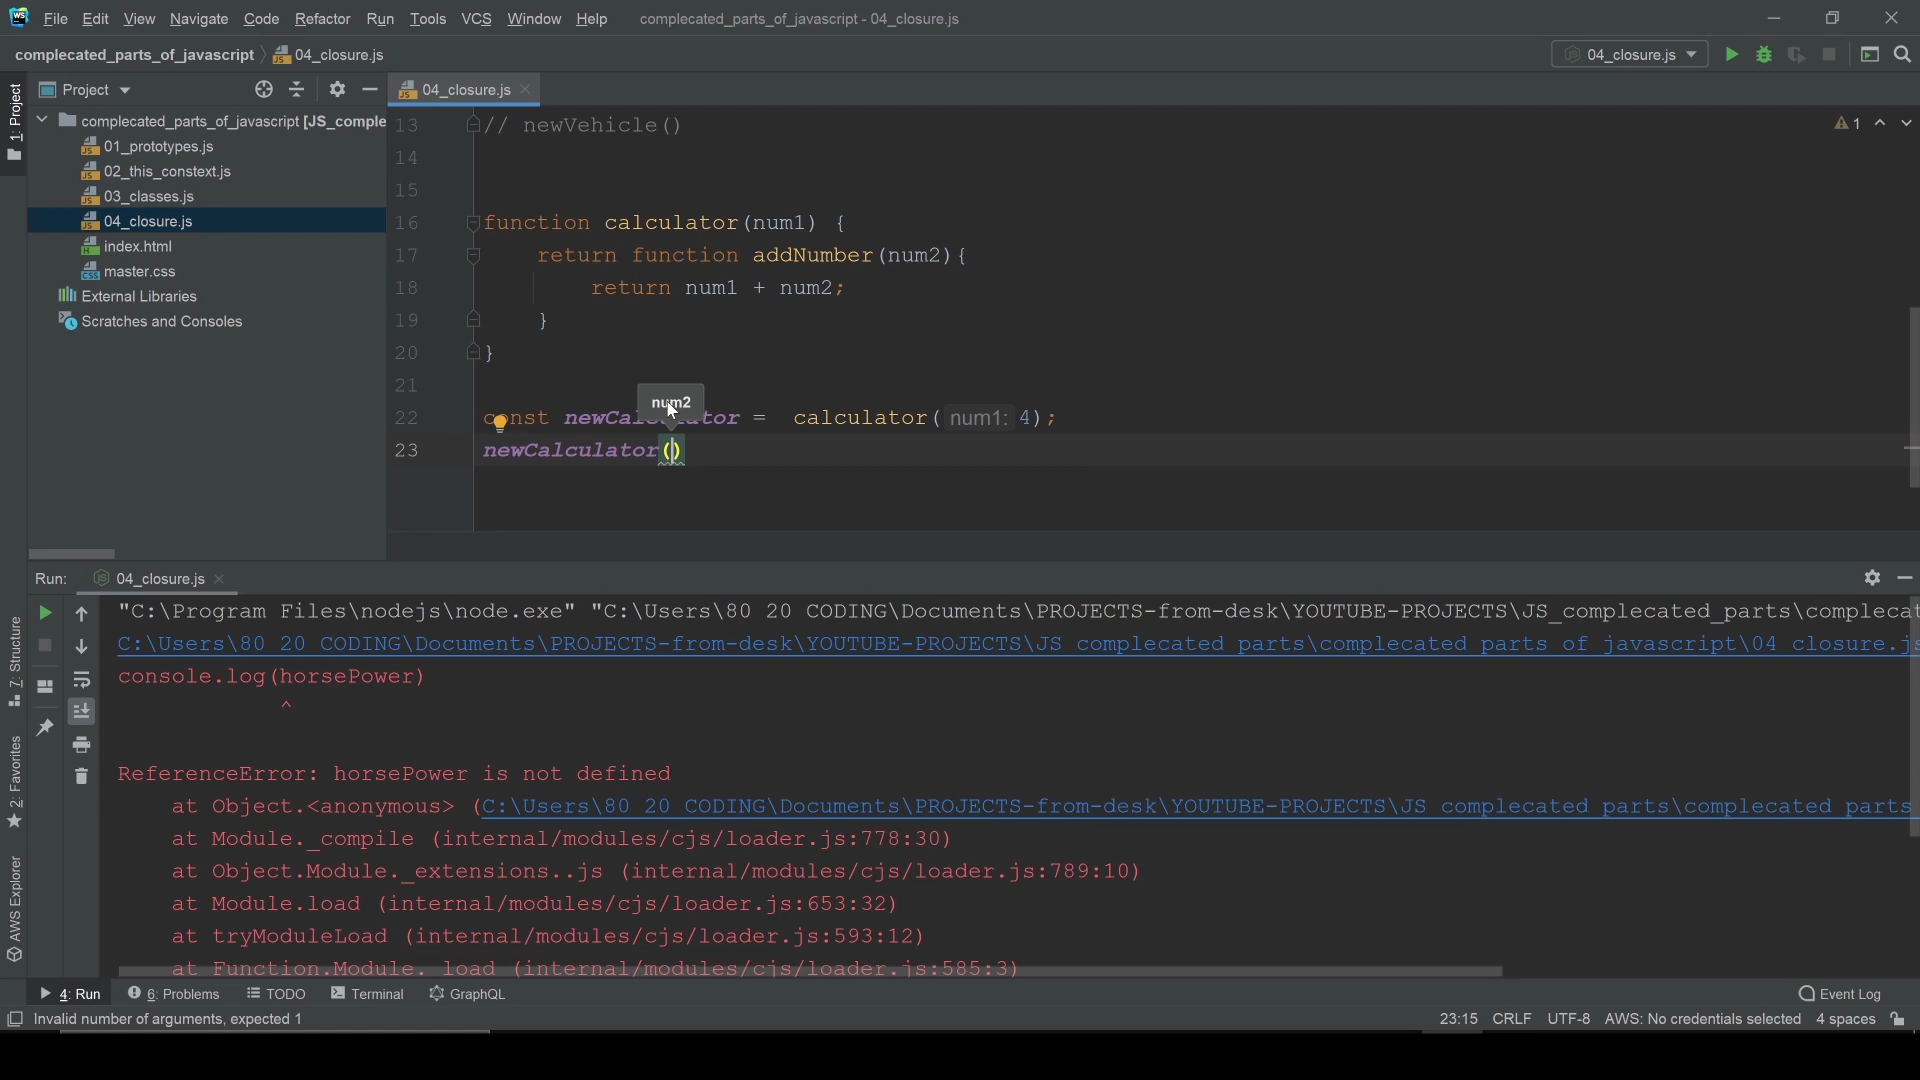 File Edit View Navigate Code Refactor Run Tools VCS Window Help complecated_parts_of_javascript - 04_closure.js
complecated_parts_of_javascript 04_closure.js 04_closure.js
1: Project
Project
complecated_parts_of_javascript [JS_comple
01_prototypes.js
02_this_constext.js
03_classes.js
04_closure.js
index.html
master.css
External Libraries
Scratches and Consoles
04_closure.js
1
13 // newVehicle()
14
15
16 function calculator(num1) {
17 return function addNumber(num2){
18 return num1 + num2;
19 }
20 }
21
num2
22 const newCalculator = calculator( num1: 4);
23 newCalculator()
7: Structure
2: Favorites
AWS Explorer
Run: 04_closure.js
"C:\Program Files\nodejs\node.exe" "C:\Users\80 20 CODING\Documents\PROJECTS-from-desk\YOUTUBE-PROJECTS\JS_complecated_parts\complecat
C:\Users\80 20 CODING\Documents\PROJECTS-from-desk\YOUTUBE-PROJECTS\JS complecated parts\complecated parts of javascript\04 closure.js
console.log(horsePower)
^
ReferenceError: horsePower is not defined
at Object.<anonymous> (C:\Users\80 20 CODING\Documents\PROJECTS-from-desk\YOUTUBE-PROJECTS\JS complecated parts\complecated parts
at Module._compile (internal/modules/cjs/loader.js:778:30)
at Object.Module._extensions..js (internal/modules/cjs/loader.js:789:10)
at Module.load (internal/modules/cjs/loader.js:653:32)
at tryModuleLoad (internal/modules/cjs/loader.js:593:12)
at Function.Module._load (internal/modules/cjs/loader.js:585:3)
4: Run 6: Problems TODO Terminal GraphQL Event Log
Invalid number of arguments, expected 1 23:15 CRLF UTF-8 AWS: No credentials selected 4 spaces